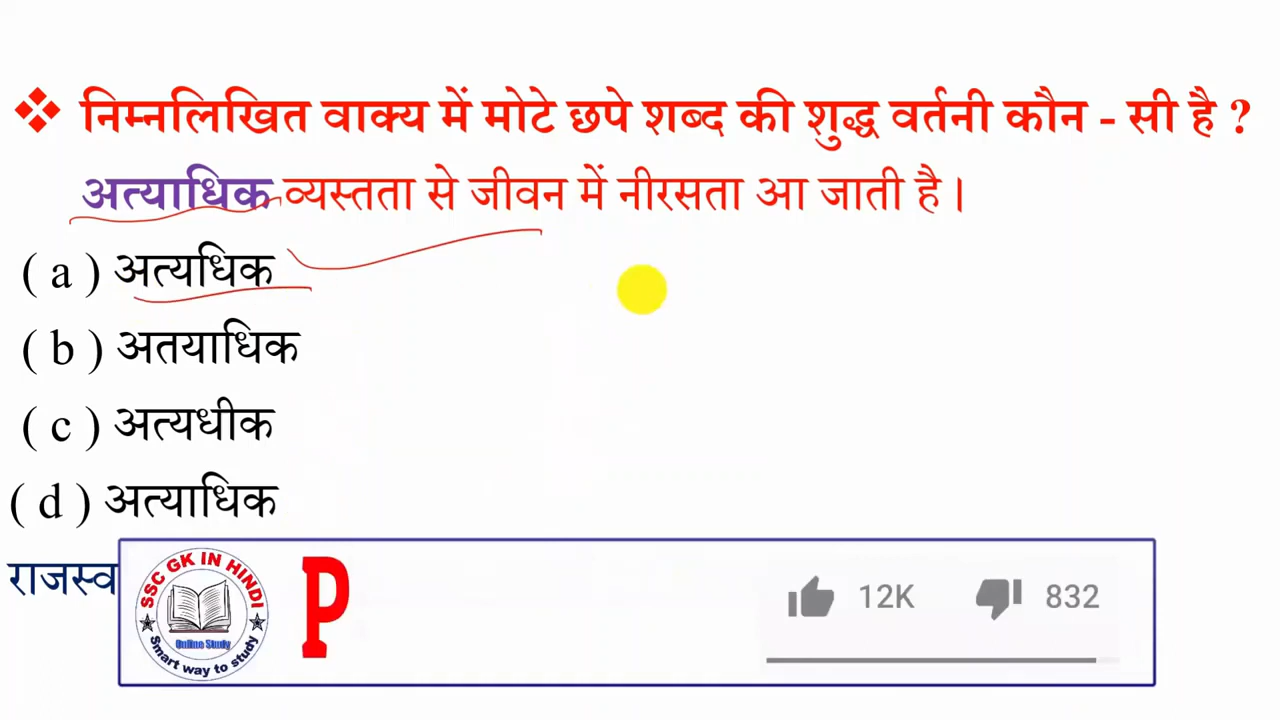 ❖ निम्नलिखित वाक्य में मोटे छपे शब्द की शुद्ध वर्तनी कौन - सी है ?
अत्याधिक व्यस्तता से जीवन में नीरसता आ जाती है।
( a ) अत्यधिक
( b ) अतयाधिक
( c ) अत्यधीक
( d ) अत्याधिक
राजस्व
SSC GK IN HINDI
Online Study
Smart way to study
P
12K
832